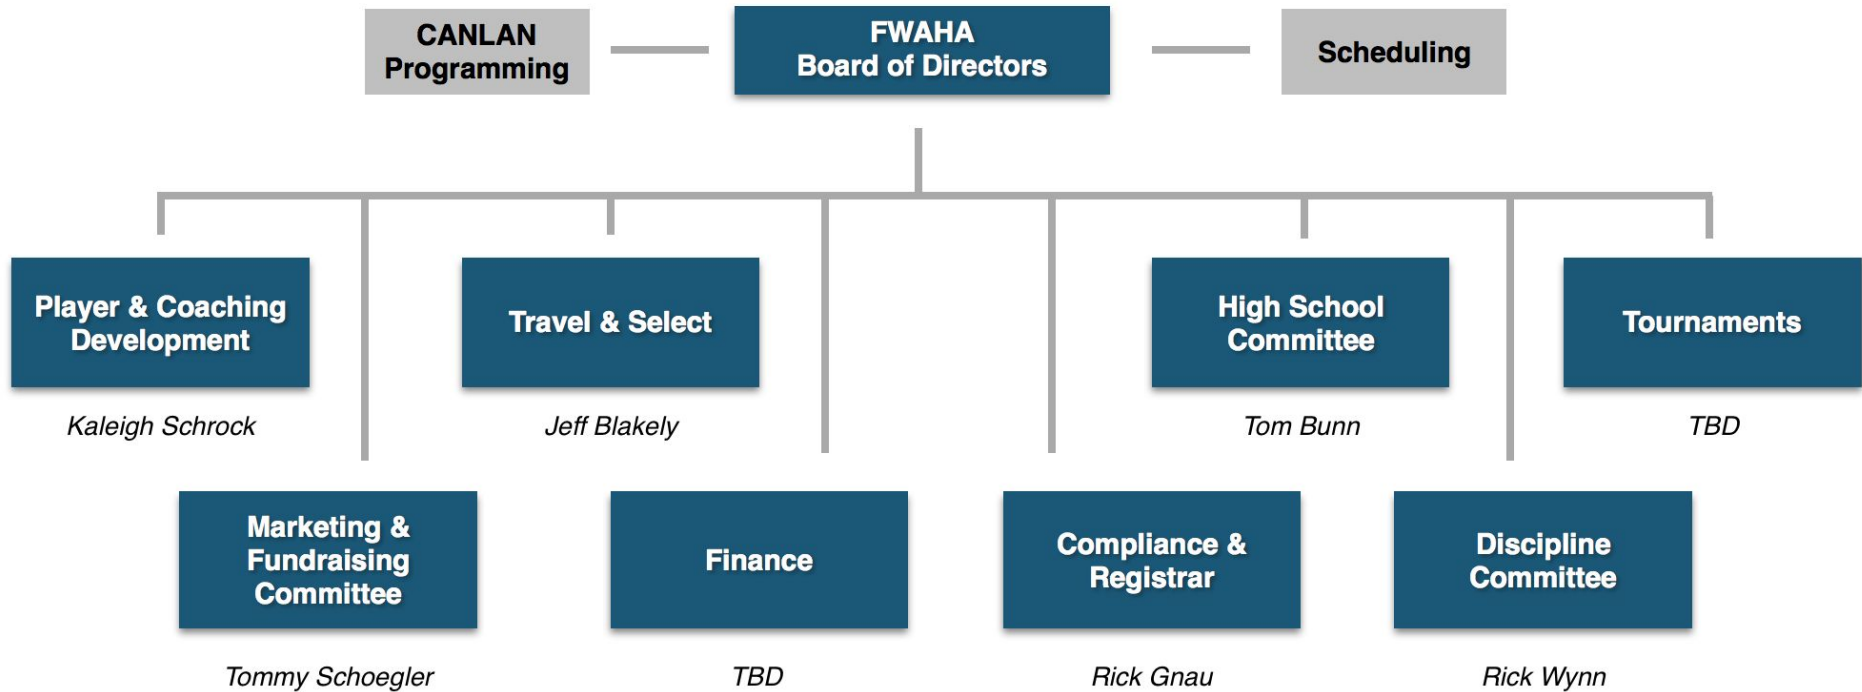 CANLAN
Programming
FWAHA
Board of Directors
Scheduling
Player & Coaching
Development
Travel & Select
High School
Committee
Tournaments
Kaleigh Schrock
Jeff Blakely
Tom Bunn
TBD
Marketing &
Fundraising
Committee
Finance
Compliance &
Registrar
Discipline
Committee
Tommy Schoegler
TBD
Rick Gnau
Rick Wynn